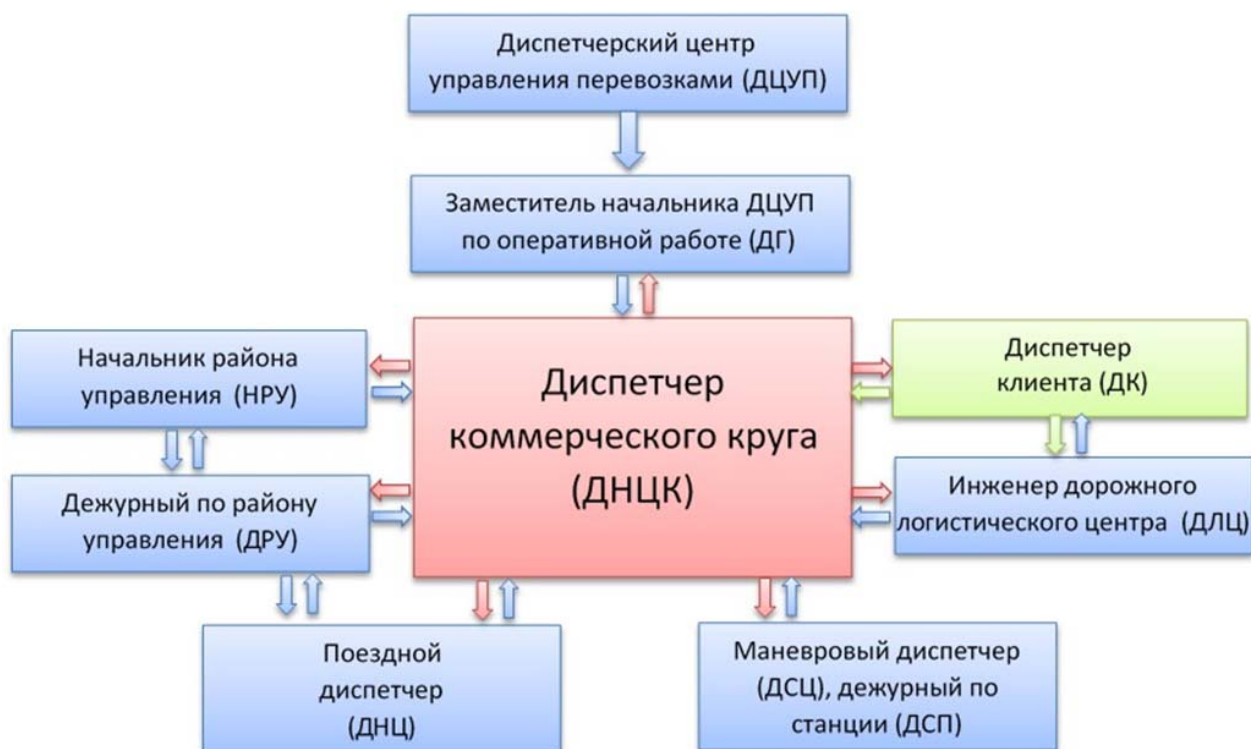 Диспетчерский центр
управления перевозками (ДЦУП)
Заместитель начальника ДЦУП
по оперативной работе (ДГ)
Начальник района
управления (НРУ)
Диспетчер
коммерческого круга
(ДНЦК)
Диспетчер
клиента (ДК)
Дежурный по району
управления (ДРУ)
Инженер дорожного
логистического центра (ДЛЦ)
Поездной
диспетчер
(ДНЦ)
Маневровый диспетчер
(ДСЦ), дежурный по
станции (ДСП)